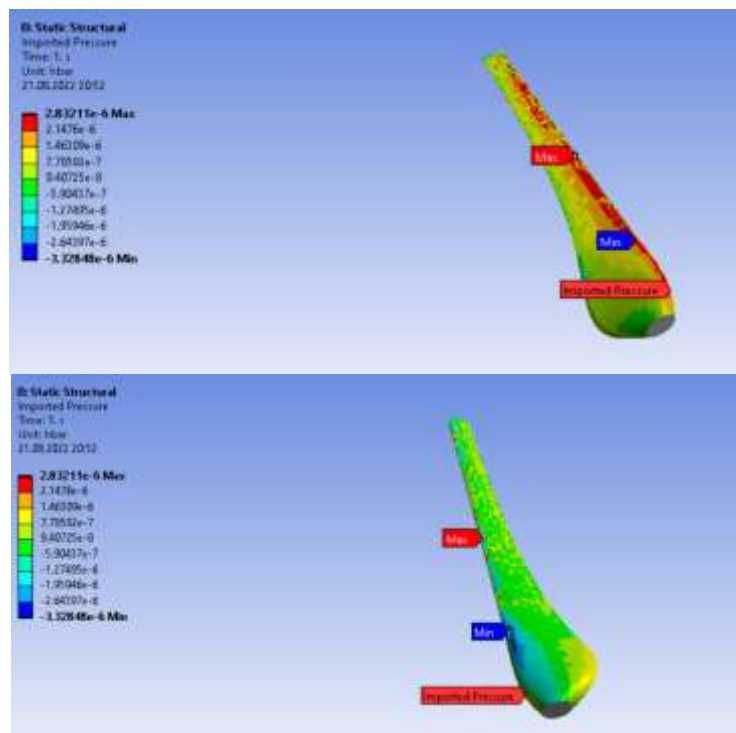 B: Static Structural
Imported Pressure
Time: 1. s
Unit: hbar
21.08.2022 20:52
2.83211e-6 Max
2.1476e-6
1.46309e-6
7.78582e-7
9.40725e-8
-5.90437e-7
-1.27495e-6
-1.95946e-6
-2.64397e-6
-3.32848e-6 Min
Max
Min
Imported Pressure
B: Static Structural
Imported Pressure
Time: 1. s
Unit: hbar
21.08.2022 20:52
2.83211e-6 Max
2.1476e-6
1.46309e-6
7.78582e-7
9.40725e-8
-5.90437e-7
-1.27495e-6
-1.95946e-6
-2.64397e-6
-3.32848e-6 Min
Max
Min
Imported Pressure